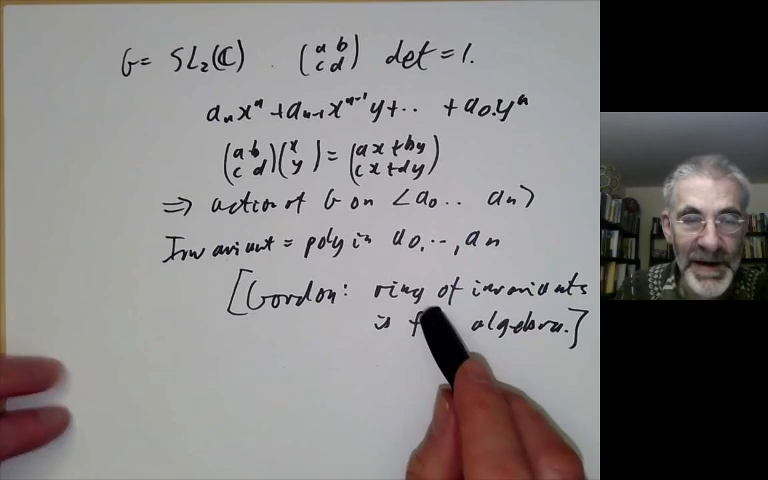 G = SL₂(ℂ) . (a b c d) det = 1.
aₙxⁿ + aₙ₋₁xⁿ⁻¹y + ·· + a₀.yⁿ
(a b c d)(x y) = (ax + by cx + dy)
⇒ action of G on <a₀ .. aₙ>
Invariant = poly in a₀, ··, aₙ
[Gordon: ring of invariants
is algebra.]